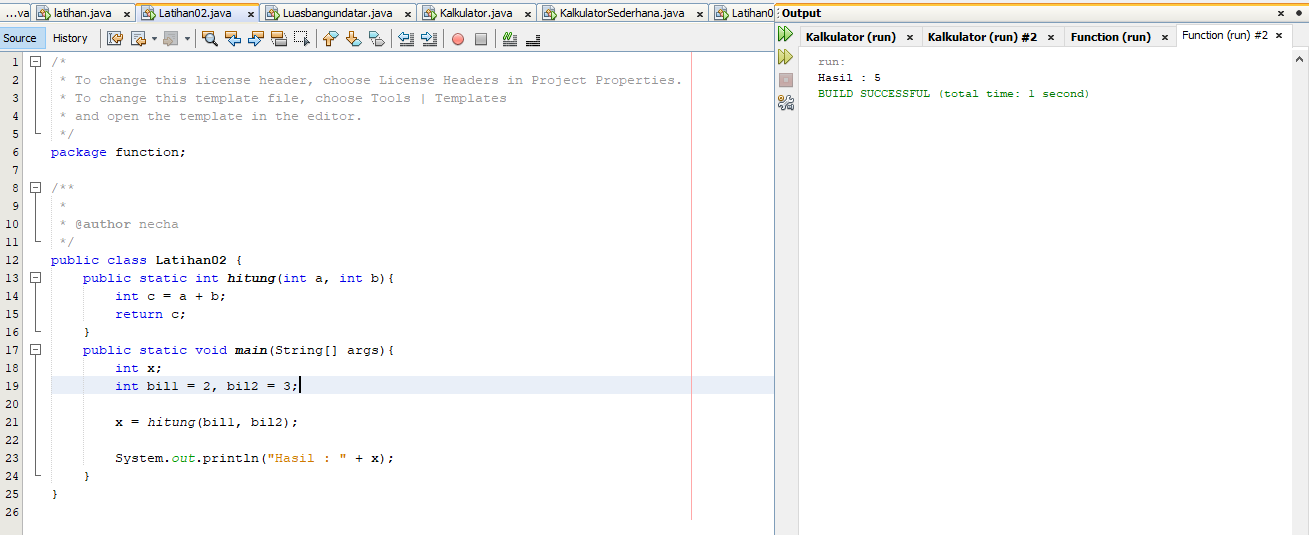 ...va latihan.java Latihan02.java Luasbangundatar.java Kalkulator.java KalkulatorSederhana.java Latihan0
Source History
1 /*
2 * To change this license header, choose License Headers in Project Properties.
3 * To change this template file, choose Tools | Templates
4 * and open the template in the editor.
5 */
6 package function;
7
8 /**
9 *
10 * @author necha
11 */
12 public class Latihan02 {
13 public static int hitung(int a, int b){
14 int c = a + b;
15 return c;
16 }
17 public static void main(String[] args){
18 int x;
19 int bil1 = 2, bil2 = 3;
20
21 x = hitung(bil1, bil2);
22
23 System.out.println("Hasil : " + x);
24 }
25 }
26
Output
Kalkulator (run) Kalkulator (run) #2 Function (run) Function (run) #2
run:
Hasil : 5
BUILD SUCCESSFUL (total time: 1 second)